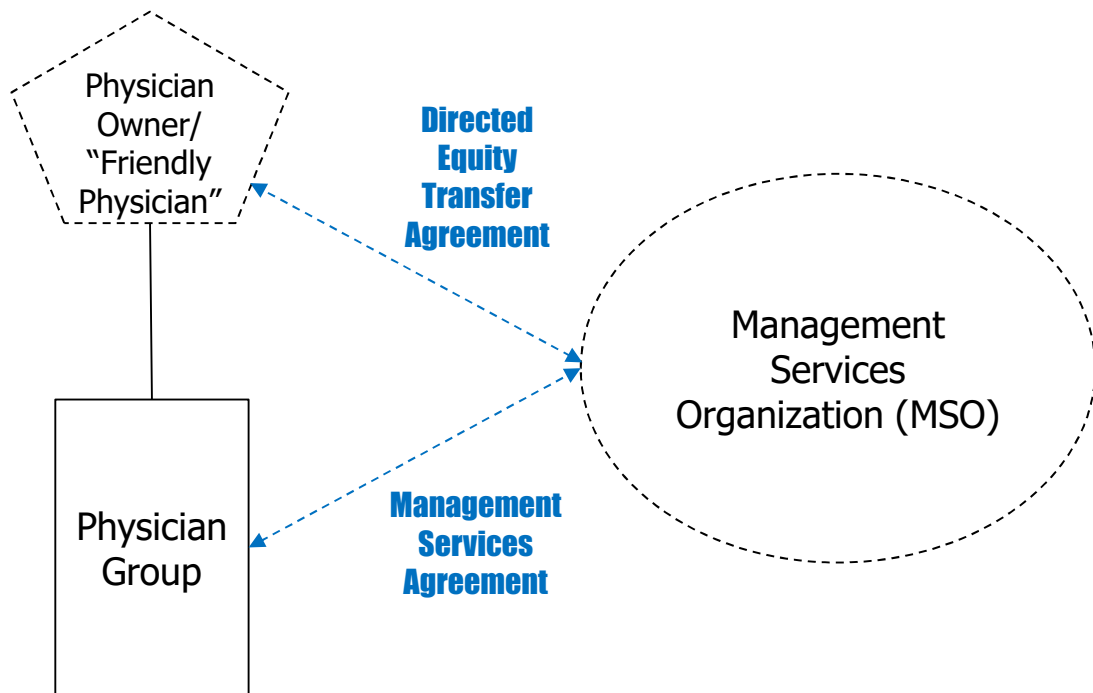 Physician
Owner/
“Friendly
Physician”
Directed
Equity
Transfer
Agreement
Management
Services
Organization (MSO)
Physician
Group
Management
Services
Agreement